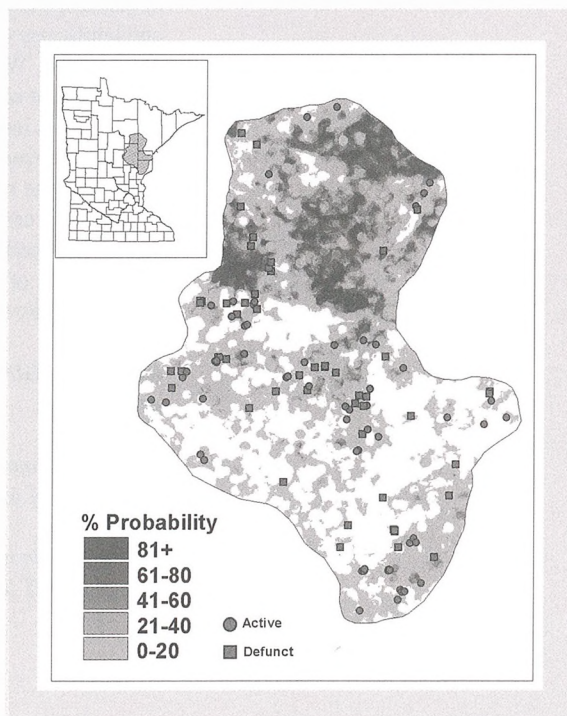 % Probability
81+
61-80
41-60
21-40
0-20
Active
Defunct